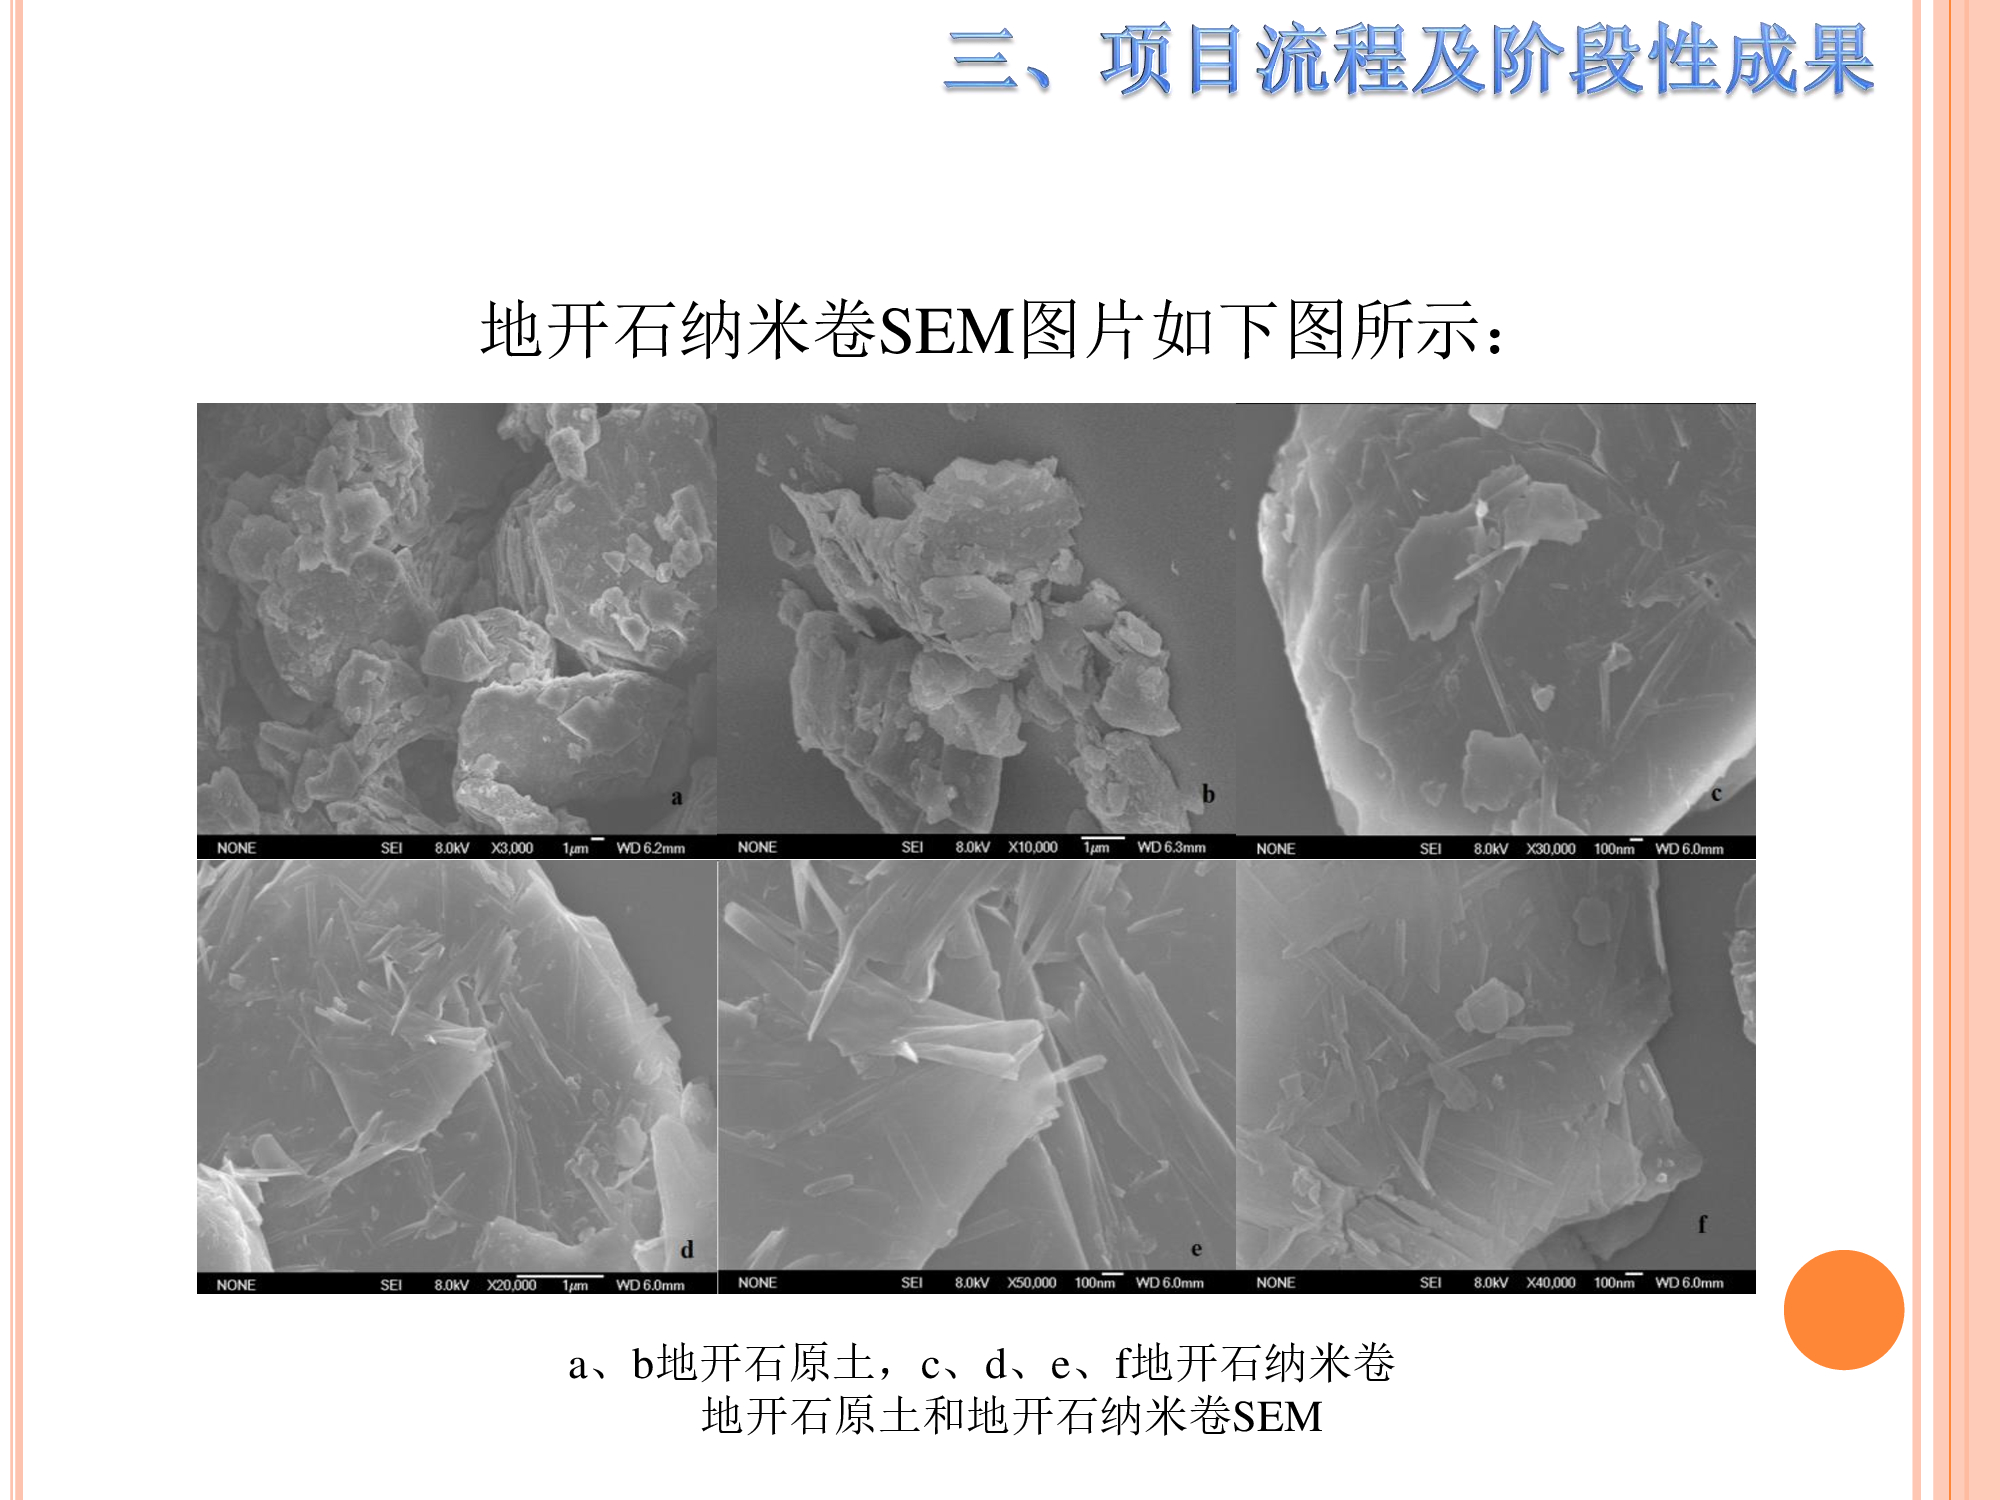 三、项目流程及阶段性成果
地开石纳米卷SEM图片如下图所示：
a
b
c
NONE SEI 8.0kV X3,000 1μm WD 6.2mm
NONE SEI 8.0kV X10,000 1μm WD 6.3mm
NONE SEI 8.0kV X30,000 100nm WD 6.0mm
d
e
f
NONE SEI 8.0kV X20,000 1μm WD 6.0mm
NONE SEI 8.0kV X50,000 100nm WD 6.0mm
NONE SEI 8.0kV X40,000 100nm WD 6.0mm
a、b地开石原土，c、d、e、f地开石纳米卷
地开石原土和地开石纳米卷SEM